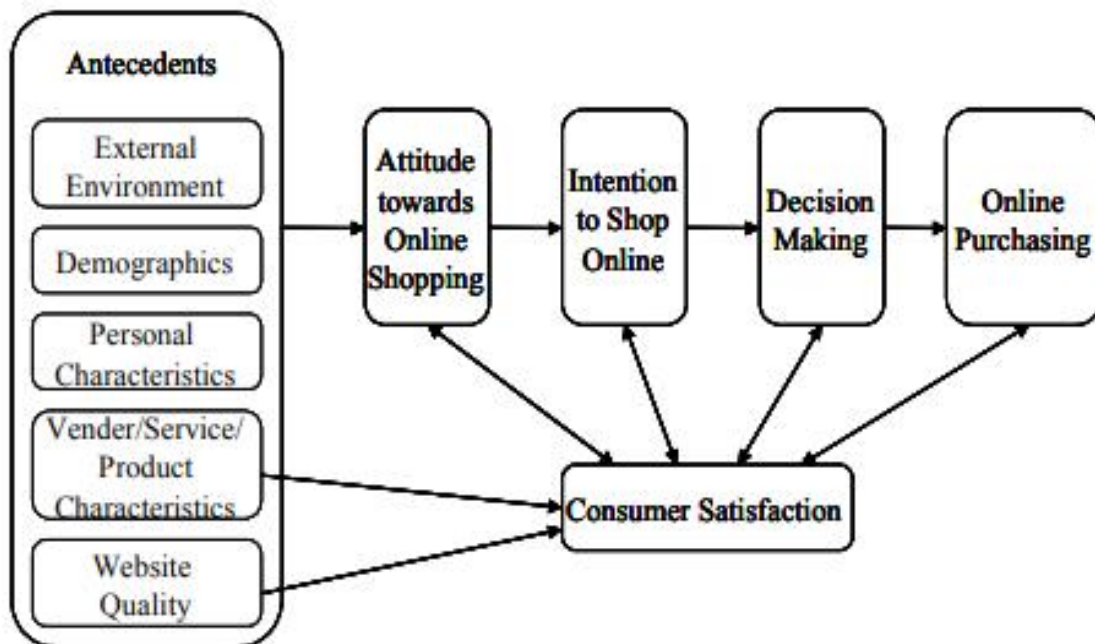 Antecedents
External
Environment
Demographics
Personal
Characteristics
Vender/Service/
Product
Characteristics
Website
Quality
Attitude
towards
Online
Shopping
Intention
to Shop
Online
Decision
Making
Online
Purchasing
Consumer Satisfaction